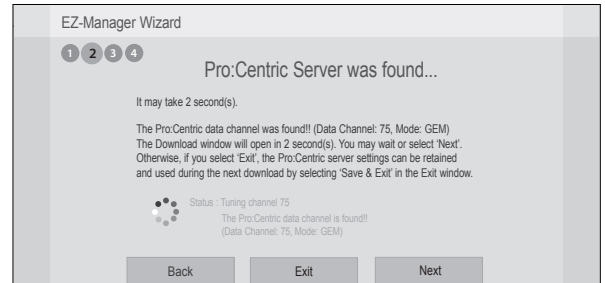 EZ-Manager Wizard
1 2 3 4
Pro:Centric Server was found...
It may take 2 second(s).
The Pro:Centric data channel was found!! (Data Channel: 75, Mode: GEM)
The Download window will open in 2 second(s). You may wait or select 'Next'.
Otherwise, if you select 'Exit', the Pro:Centric server settings can be retained
and used during the next download by selecting 'Save & Exit' in the Exit window.
Status : Tuning channel 75
The Pro:Centric data channel is found!!
(Data Channel: 75, Mode: GEM)
Back Exit Next